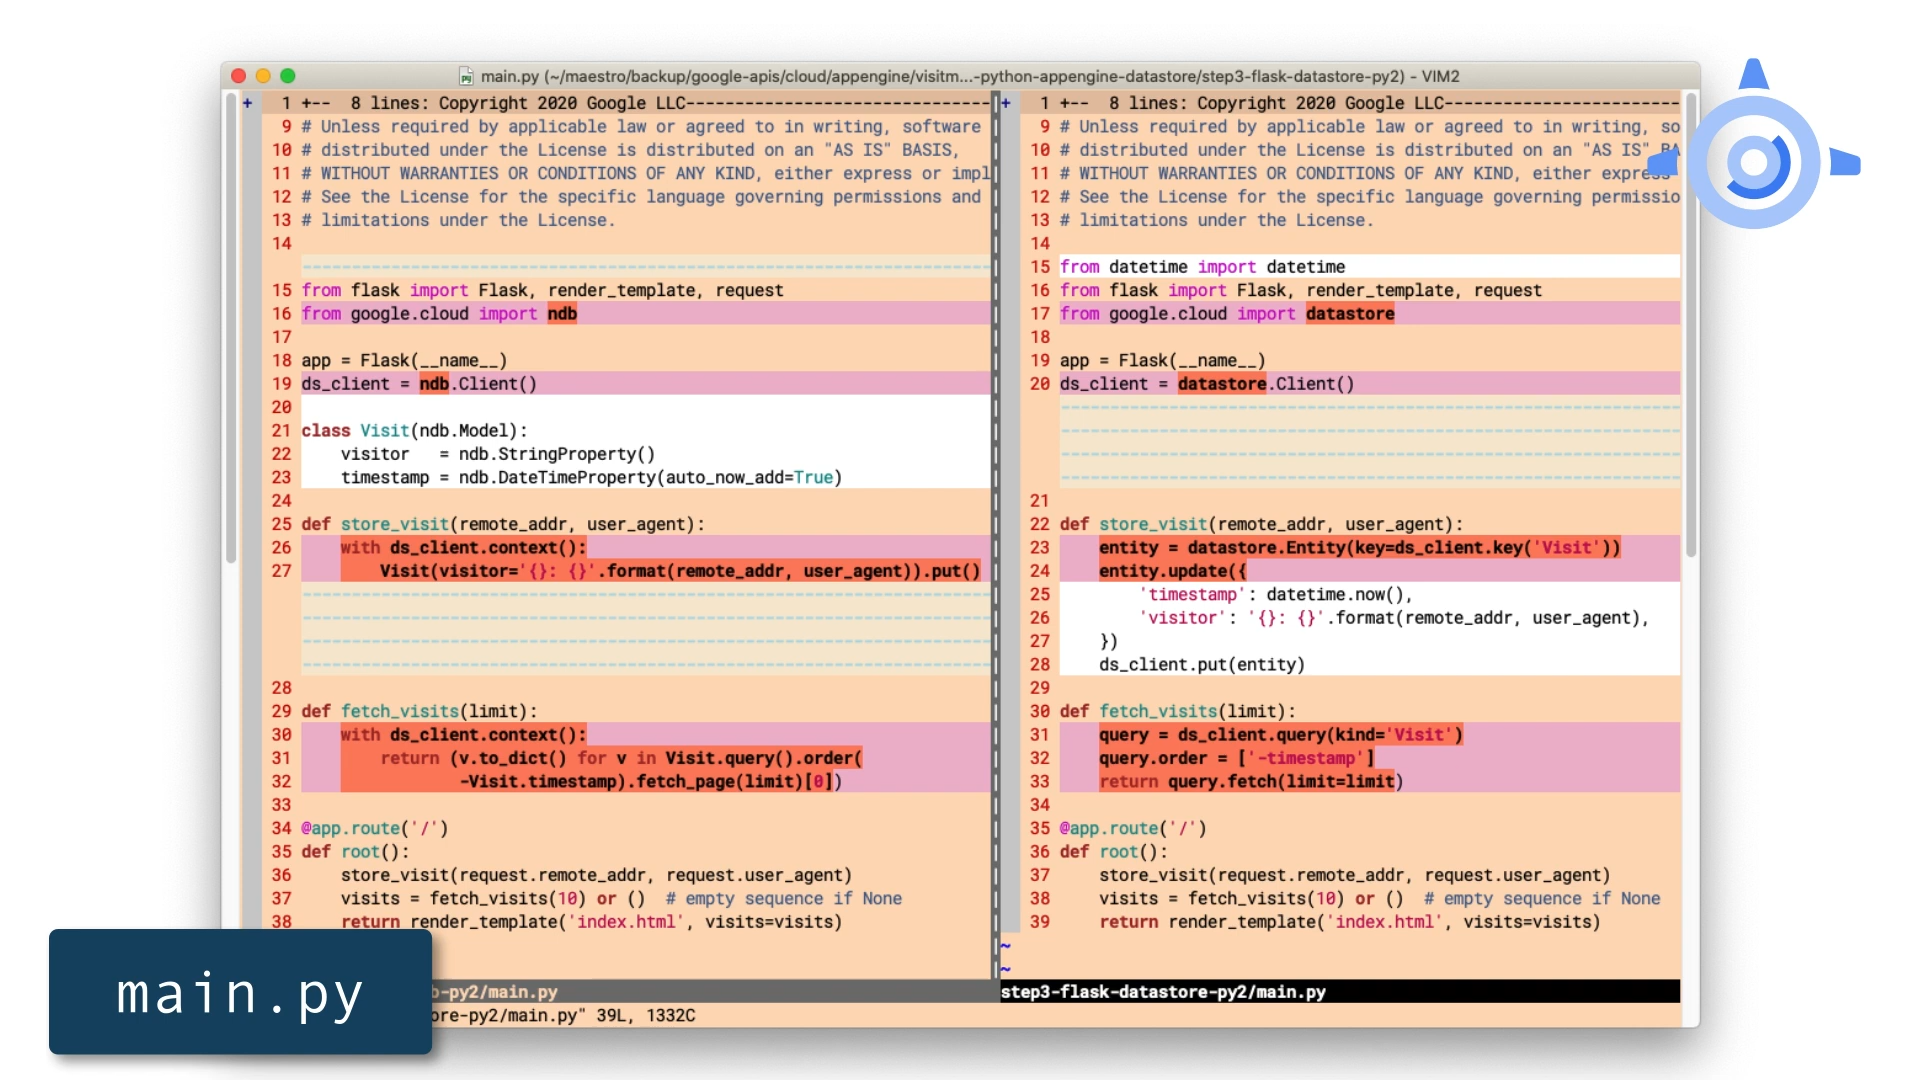 main.py (~/maestro/backup/google-apis/cloud/appengine/visitm...-python-appengine-datastore/step3-flask-datastore-py2) - VIM2
+ 1 +-- 8 lines: Copyright 2020 Google LLC-------------------------------
9 # Unless required by applicable law or agreed to in writing, software
10 # distributed under the License is distributed on an "AS IS" BASIS,
11 # WITHOUT WARRANTIES OR CONDITIONS OF ANY KIND, either express or impl
12 # See the License for the specific language governing permissions and
13 # limitations under the License.
14
15 from flask import Flask, render_template, request
16 from google.cloud import ndb
17
18 app = Flask(__name__)
19 ds_client = ndb.Client()
20
21 class Visit(ndb.Model):
22     visitor   = ndb.StringProperty()
23     timestamp = ndb.DateTimeProperty(auto_now_add=True)
24
25 def store_visit(remote_addr, user_agent):
26     with ds_client.context():
27         Visit(visitor='{}: {}'.format(remote_addr, user_agent)).put()
28
29 def fetch_visits(limit):
30     with ds_client.context():
31         return (v.to_dict() for v in Visit.query().order(
32                 -Visit.timestamp).fetch_page(limit)[0])
33
34 @app.route('/')
35 def root():
36     store_visit(request.remote_addr, request.user_agent)
37     visits = fetch_visits(10) or ()  # empty sequence if None
38     return render_template('index.html', visits=visits)
b-py2/main.py
ore-py2/main.py" 39L, 1332C
+ 1 +-- 8 lines: Copyright 2020 Google LLC------------------------
9 # Unless required by applicable law or agreed to in writing, so
10 # distributed under the License is distributed on an "AS IS" BA
11 # WITHOUT WARRANTIES OR CONDITIONS OF ANY KIND, either express
12 # See the License for the specific language governing permissio
13 # limitations under the License.
14
15 from datetime import datetime
16 from flask import Flask, render_template, request
17 from google.cloud import datastore
18
19 app = Flask(__name__)
20 ds_client = datastore.Client()
21
22 def store_visit(remote_addr, user_agent):
23     entity = datastore.Entity(key=ds_client.key('Visit'))
24     entity.update({
25         'timestamp': datetime.now(),
26         'visitor': '{}: {}'.format(remote_addr, user_agent),
27     })
28     ds_client.put(entity)
29
30 def fetch_visits(limit):
31     query = ds_client.query(kind='Visit')
32     query.order = ['-timestamp']
33     return query.fetch(limit=limit)
34
35 @app.route('/')
36 def root():
37     store_visit(request.remote_addr, request.user_agent)
38     visits = fetch_visits(10) or ()  # empty sequence if None
39     return render_template('index.html', visits=visits)
~
~
step3-flask-datastore-py2/main.py
main.py